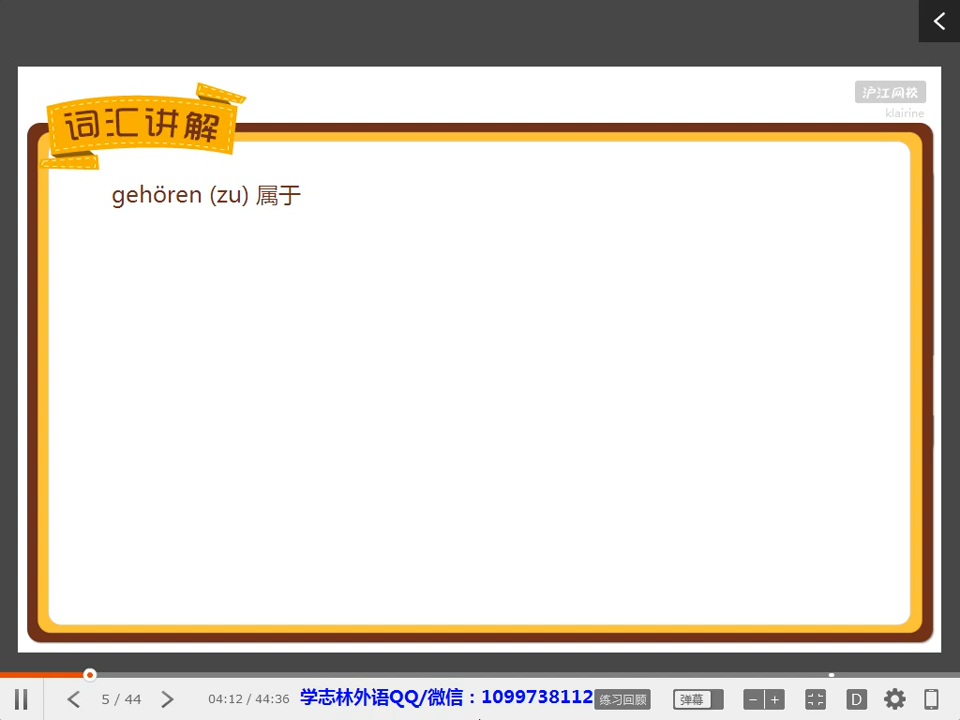 沪江网校
klairine
词汇讲解
gehören (zu) 属于
5 / 44
04:12 / 44:36
学志林外语QQ/微信：1099738112
练习回顾
弹幕
D